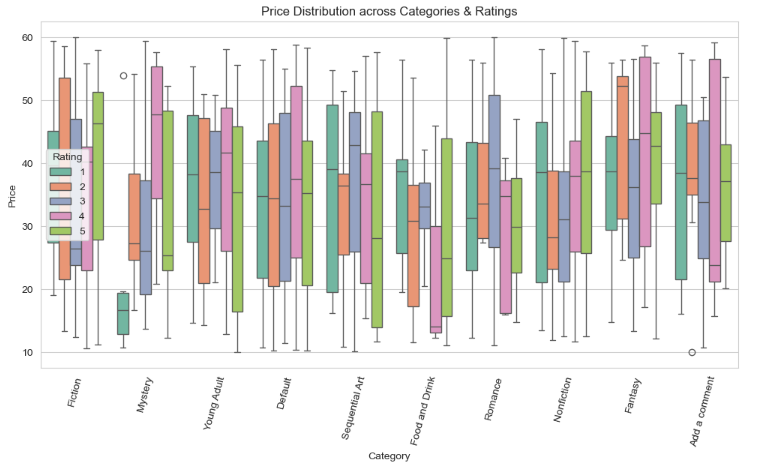 Price Distribution across Categories & Ratings
60
50
40
30
20
10
Price
Rating
1
2
3
4
5
Fiction
Mystery
Young Adult
Default
Sequential Art
Food and Drink
Romance
Nonfiction
Fantasy
Add a comment
Category